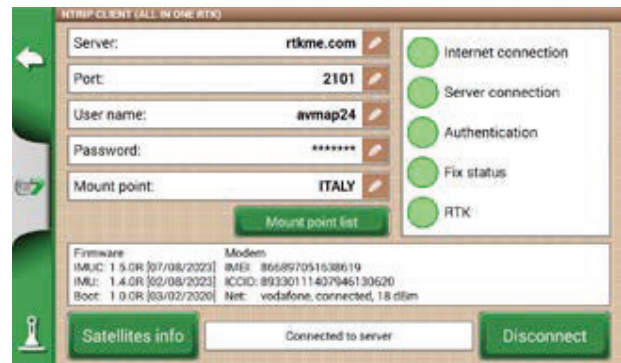 NTRIP CLIENT (ALL IN ONE RTK)
Server: rtkme.com
Port: 2101
User name: avmap24
Password: *******
Mount point: ITALY
Mount point list
Internet connection
Server connection
Authentication
Fix status
RTK
Firmware
IMUC: 1.5.0R [07/08/2023]
IMU: 1.4.0R [02/08/2023]
Boot: 1.0.0R [03/02/2020]
Modem
IMEI: 866897051638619
ICCID: 89330111407946130620
Net: vodafone, connected, 18 dBm
Satellites info
Connected to server
Disconnect